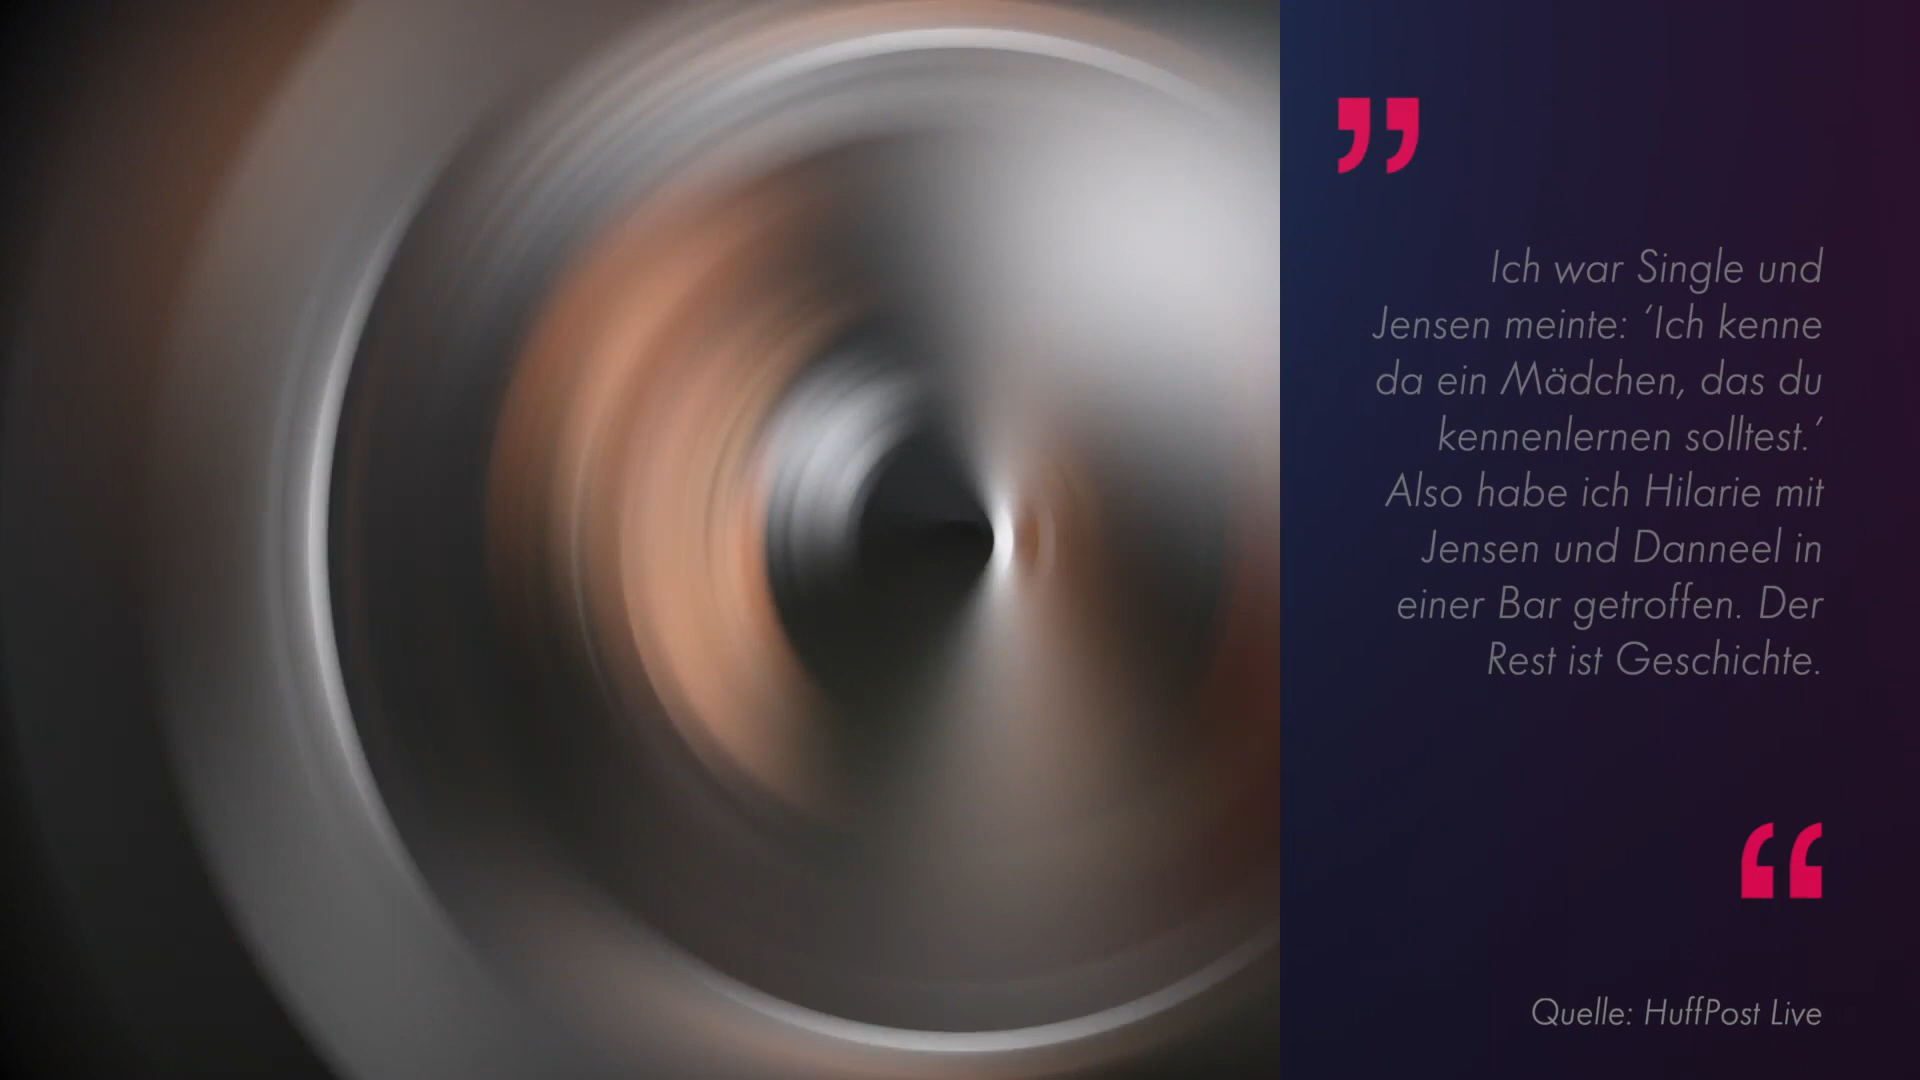 ”
Ich war Single und
Jensen meinte: ‘Ich kenne
da ein Mädchen, das du
kennenlernen solltest.’
Also habe ich Hilarie mit
Jensen und Danneel in
einer Bar getroffen. Der
Rest ist Geschichte.
“
Quelle: HuffPost Live